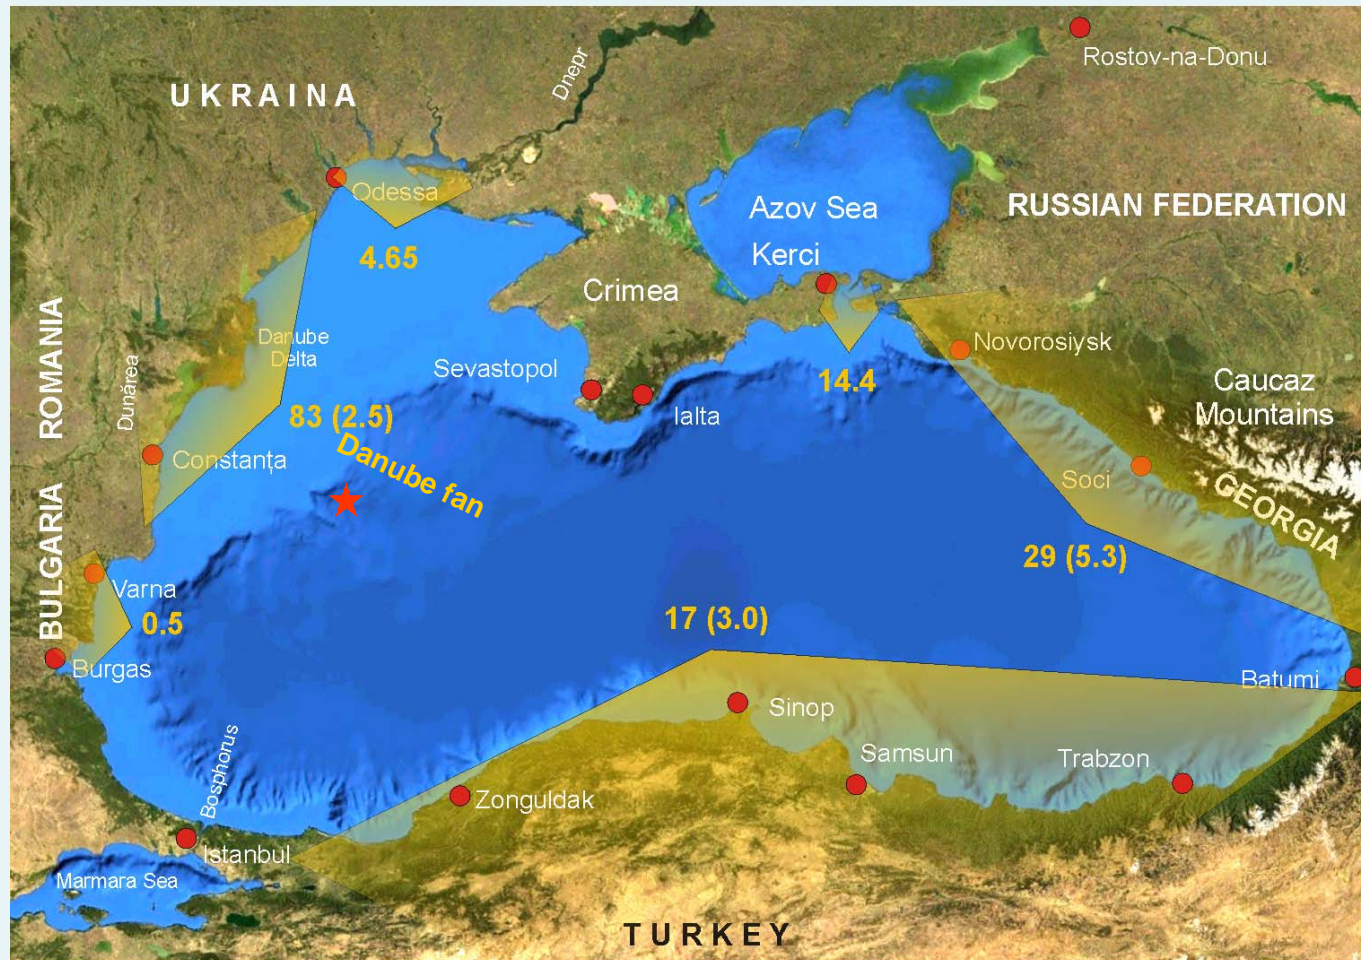 Rostov-na-Donu
UKRAINA
Dnepr
Odessa
Azov Sea
RUSSIAN FEDERATION
4.65
Kerci
Crimea
ROMANIA
Danube
Delta
Novorosiysk
Dunărea
Sevastopol
14.4
Caucaz
Mountains
83 (2.5)
Ialta
Danube fan
Constanța
Soci
GEORGIA
BULGARIA
29 (5.3)
Varna
0.5
17 (3.0)
Burgas
Batumi
Sinop
Bosphorus
Samsun
Trabzon
Zonguldak
Istanbul
Marmara Sea
TURKEY